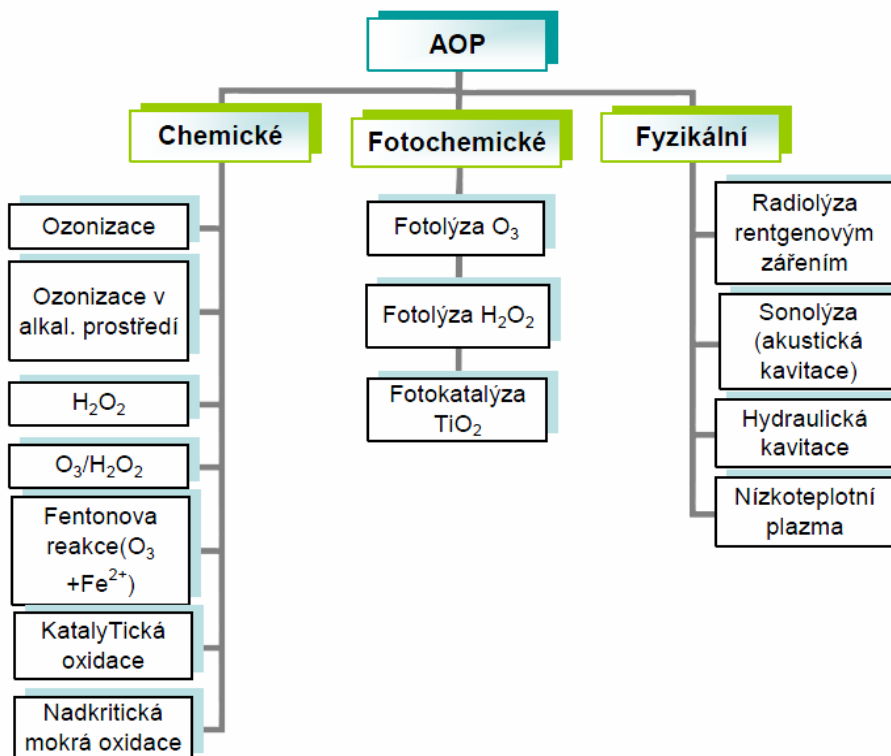 AOP
Chemické
Ozonizace
Ozonizace v
alkal. prostředí
H₂O₂
O₃/H₂O₂
Fentonova
reakce(O₃
+Fe²⁺)
KatalyTická
oxidace
Nadkritická
mokrá oxidace
Fotochemické
Fotolýza O₃
Fotolýza H₂O₂
Fotokatalýza
TiO₂
Fyzikální
Radiolýza
rentgenovým
zářením
Sonolýza
(akustická
kavitace)
Hydraulická
kavitace
Nízkoteplotní
plazma